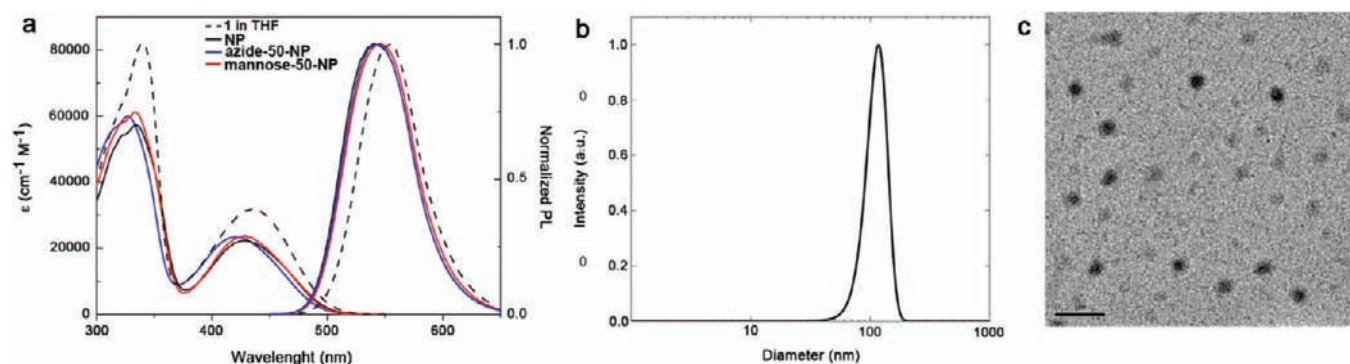 a
1 in THF
NP
azide-50-NP
mannose-50-NP
80000
60000
40000
20000
0
ε (cm⁻¹ M⁻¹)
1.0
0.5
0.0
Normalized PL
300 400 500 600
Wavelenght (nm)
b
1.0
0.8
0.6
0.4
0.2
0.0
0
0
Intensity (a.u.)
10 100 1000
Diameter (nm)
c